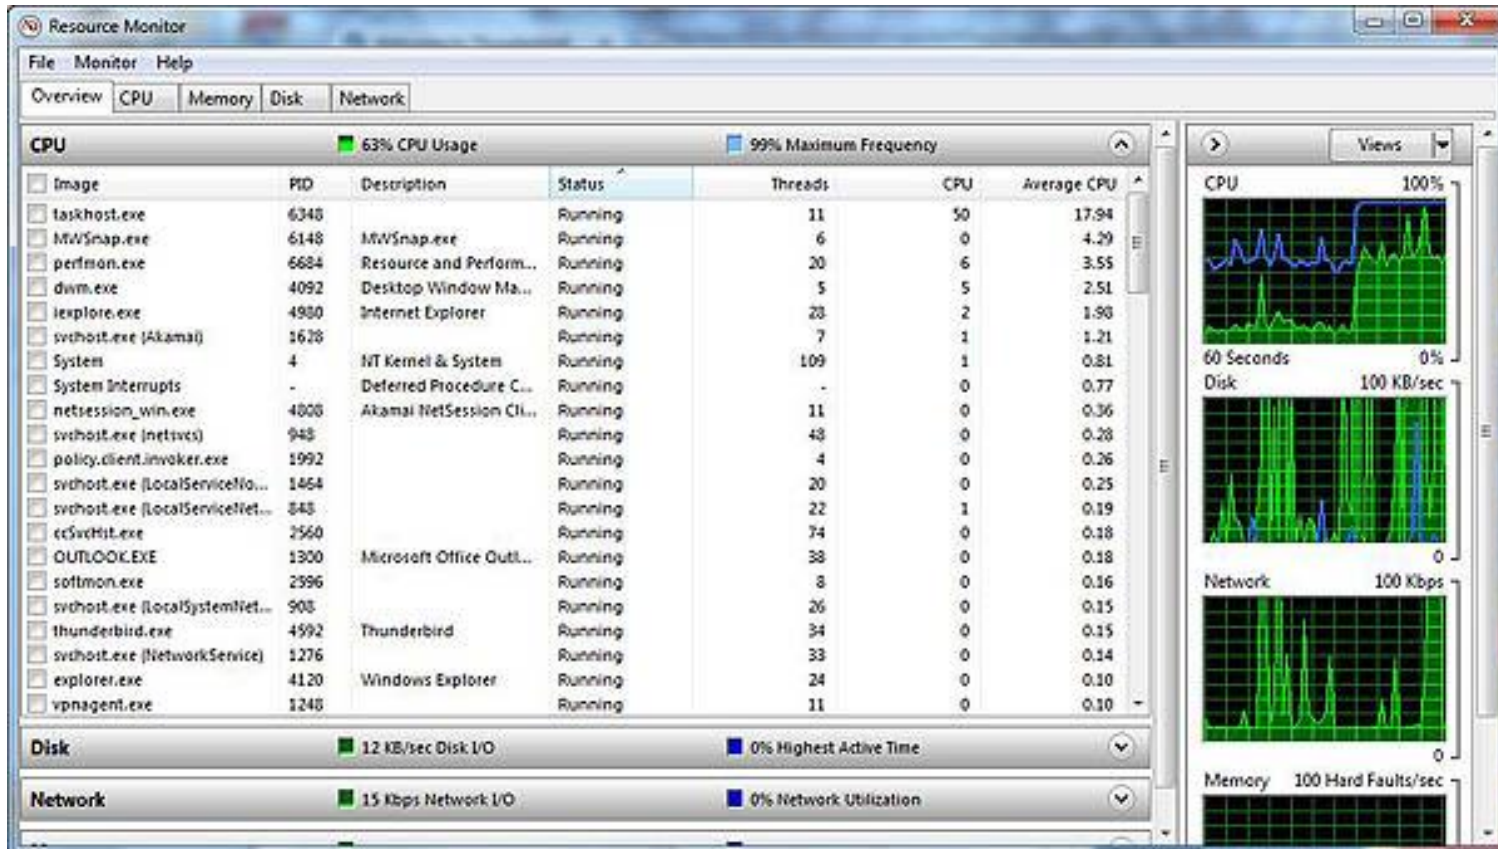 Resource Monitor
File Monitor Help
Overview CPU Memory Disk Network
CPU 63% CPU Usage 99% Maximum Frequency Views
Image PID Description Status Threads CPU Average CPU
taskhost.exe 6348 Running 11 50 17.94
MWSnap.exe 6148 MWSnap.exe Running 6 0 4.29
perfmon.exe 6684 Resource and Perform... Running 20 6 3.55
dwm.exe 4092 Desktop Window Ma... Running 5 5 2.51
iexplore.exe 4980 Internet Explorer Running 28 2 1.98
svchost.exe (Akamai) 1628 Running 7 1 1.21
System 4 NT Kernel & System Running 109 1 0.81
System Interrupts - Deferred Procedure C... Running - 0 0.77
netsession_win.exe 4808 Akamai NetSession Cli... Running 11 0 0.36
svchost.exe (netsvcs) 948 Running 48 0 0.28
policy.client.invoker.exe 1992 Running 4 0 0.26
svchost.exe (LocalServiceNo... 1464 Running 20 0 0.25
svchost.exe (LocalServiceNet... 848 Running 22 1 0.19
ccSvcHst.exe 2560 Running 74 0 0.18
OUTLOOK.EXE 1300 Microsoft Office Outl... Running 38 0 0.18
softmon.exe 2596 Running 8 0 0.16
svchost.exe (LocalSystemNet... 908 Running 26 0 0.15
thunderbird.exe 4592 Thunderbird Running 34 0 0.15
svchost.exe (NetworkService) 1276 Running 33 0 0.14
explorer.exe 4120 Windows Explorer Running 24 0 0.10
vpnagent.exe 1248 Running 11 0 0.10
Disk 12 KB/sec Disk I/O 0% Highest Active Time
Network 15 Kbps Network I/O 0% Network Utilization
CPU 100%
60 Seconds 0%
Disk 100 KB/sec
0
Network 100 Kbps
0
Memory 100 Hard Faults/sec